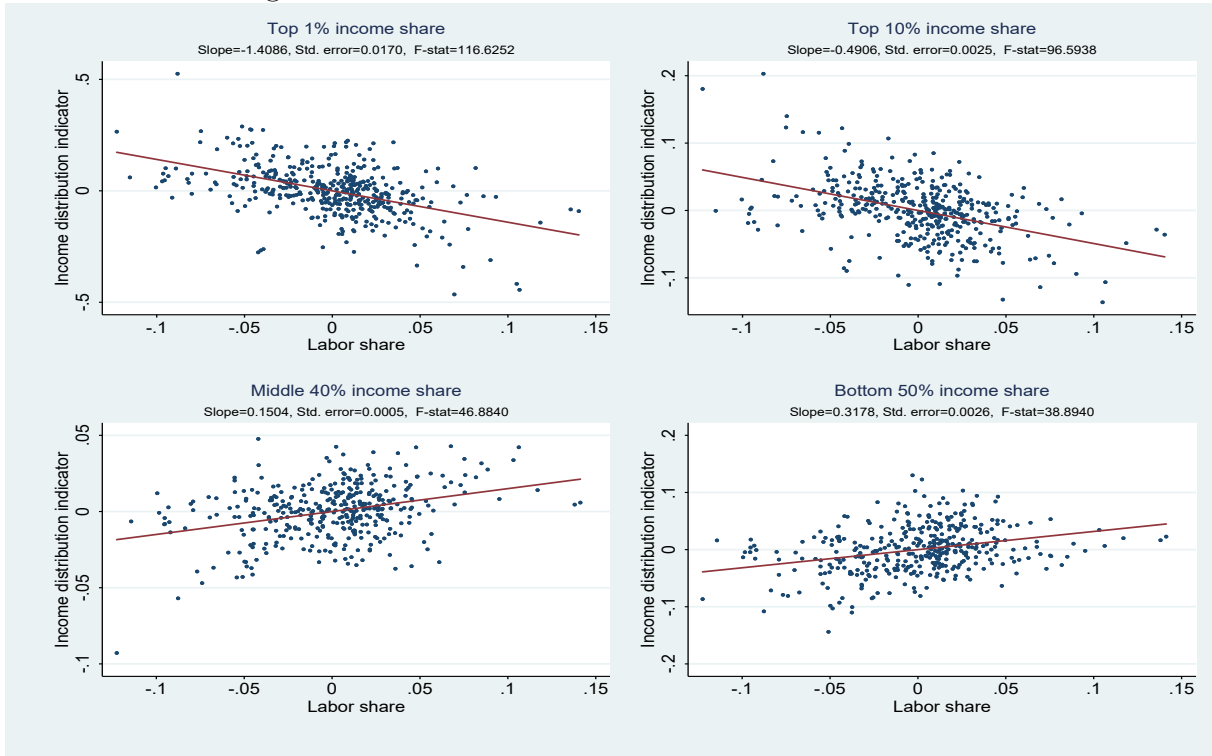 Top 1% income share
Slope=-1.4086, Std. error=0.0170, F-stat=116.6252
Income distribution indicator
.5
0
-.5
-.1
-.05
0
.05
.1
.15
Labor share
Top 10% income share
Slope=-0.4906, Std. error=0.0025, F-stat=96.5938
Income distribution indicator
.2
.1
0
-.1
-.1
-.05
0
.05
.1
.15
Labor share
Middle 40% income share
Slope=0.1504, Std. error=0.0005, F-stat=46.8840
Income distribution indicator
.05
0
-.05
-.1
-.1
-.05
0
.05
.1
.15
Labor share
Bottom 50% income share
Slope=0.3178, Std. error=0.0026, F-stat=38.8940
Income distribution indicator
.2
.1
0
-.1
-.2
-.1
-.05
0
.05
.1
.15
Labor share